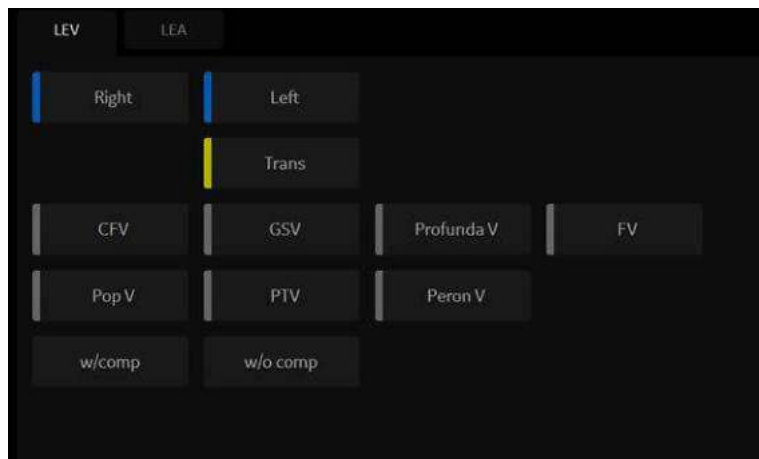 LEV LEA
Right Left
Trans
CFV GSV Profunda V FV
Pop V PTV Peron V
w/comp w/o comp